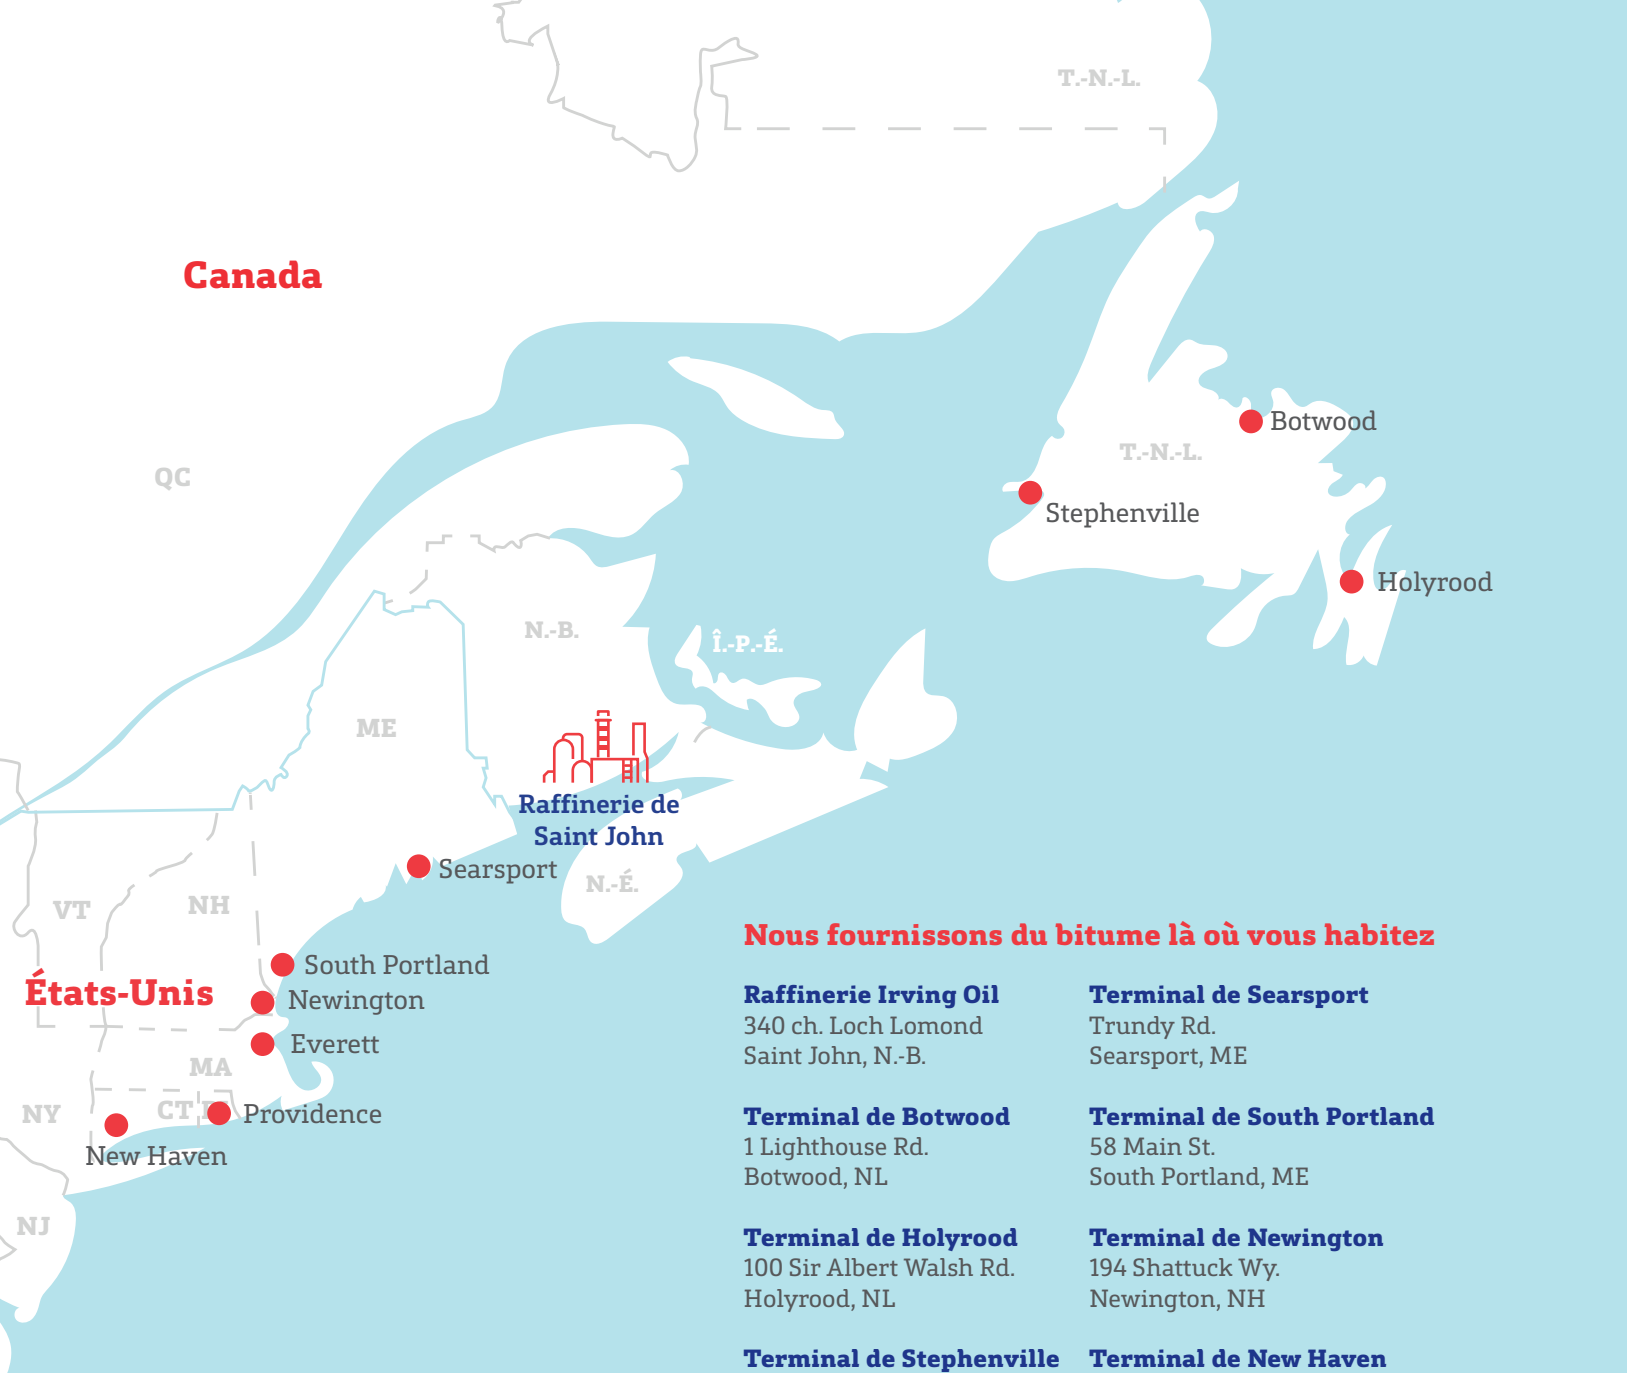 T.-N.-L.
Canada
QC
Botwood
T.-N.-L.
Stephenville
Holyrood
N.-B.
Î.-P.-É.
ME
Raffinerie de
Saint John
Searsport
N.-É.
VT
NH
South Portland
États-Unis
Newington
Everett
MA
NY
CT
Providence
New Haven
NJ
Nous fournissons du bitume là où vous habitez
Raffinerie Irving Oil
340 ch. Loch Lomond
Saint John, N.-B.
Terminal de Botwood
1 Lighthouse Rd.
Botwood, NL
Terminal de Holyrood
100 Sir Albert Walsh Rd.
Holyrood, NL
Terminal de Stephenville
Terminal de Searsport
Trundy Rd.
Searsport, ME
Terminal de South Portland
58 Main St.
South Portland, ME
Terminal de Newington
194 Shattuck Wy.
Newington, NH
Terminal de New Haven